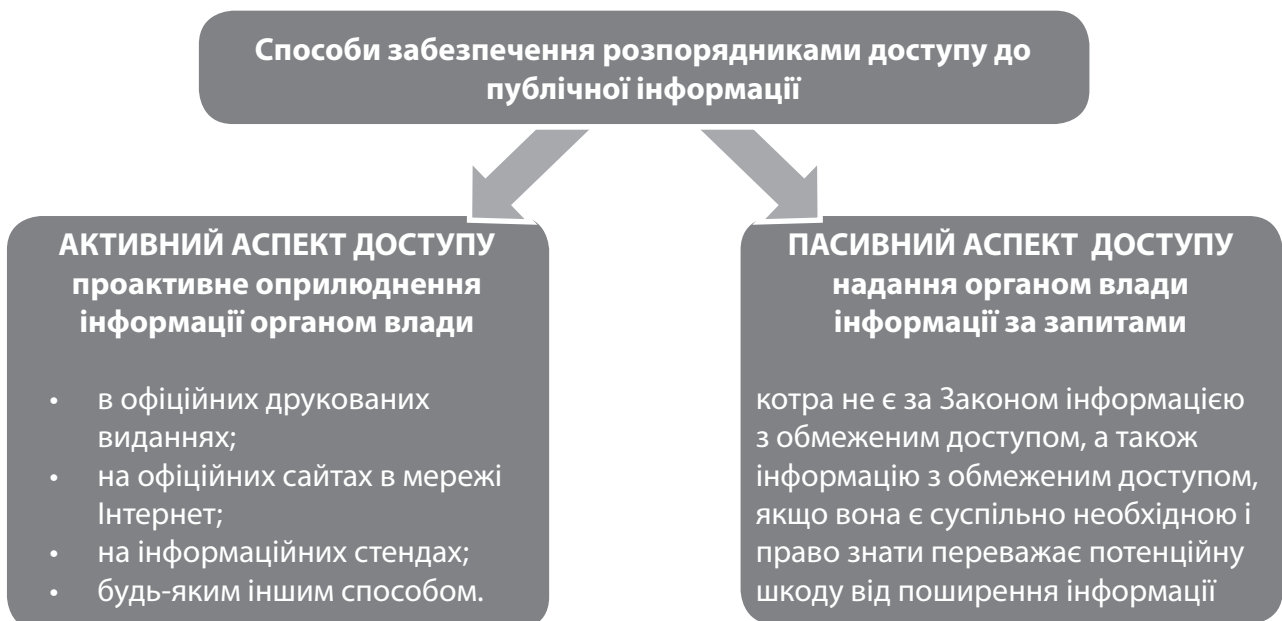 Способи забезпечення розпорядниками доступу до
публічної інформації
АКТИВНИЙ АСПЕКТ ДОСТУПУ
проактивне оприлюднення
інформації органом влади
• в офіційних друкованих
виданнях;
• на офіційних сайтах в мережі
Інтернет;
• на інформаційних стендах;
• будь-яким іншим способом.
ПАСИВНИЙ АСПЕКТ ДОСТУПУ
надання органом влади
інформації за запитами
котра не є за Законом інформацією
з обмеженим доступом, а також
інформацію з обмеженим доступом,
якщо вона є суспільно необхідною і
право знати переважає потенційну
шкоду від поширення інформації